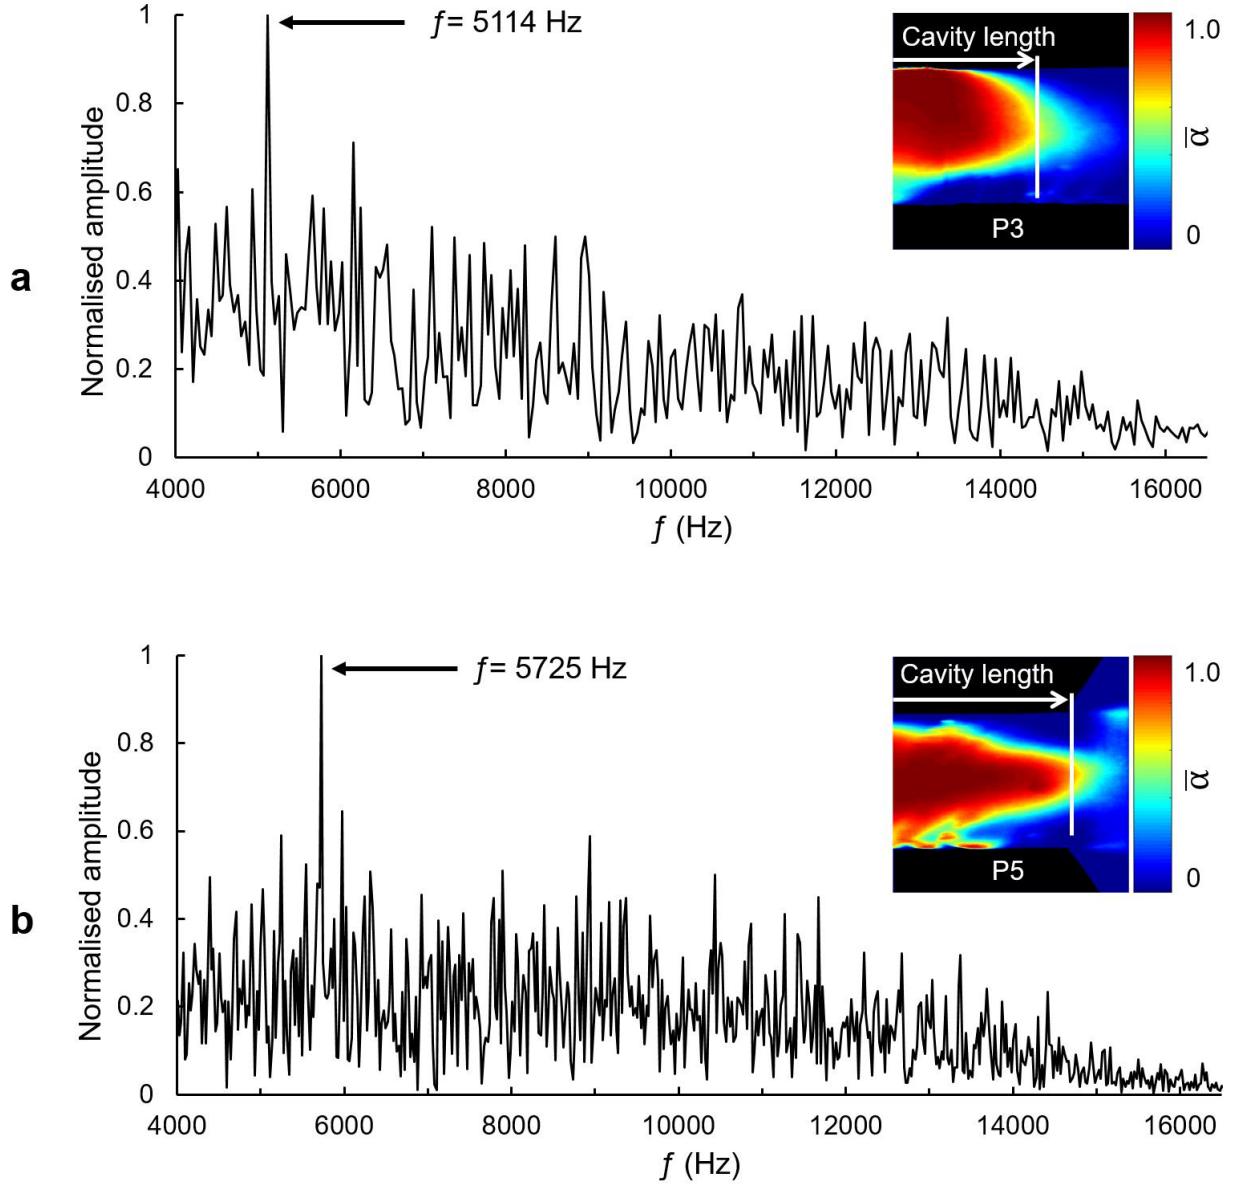 a
Normalised amplitude
1
0.8
0.6
0.4
0.2
0
4000 6000 8000 10000 12000 14000 16000
ƒ (Hz)
ƒ= 5114 Hz
Cavity length
P3
1.0
α̅
0
b
Normalised amplitude
1
0.8
0.6
0.4
0.2
0
4000 6000 8000 10000 12000 14000 16000
ƒ (Hz)
ƒ= 5725 Hz
Cavity length
P5
1.0
α̅
0